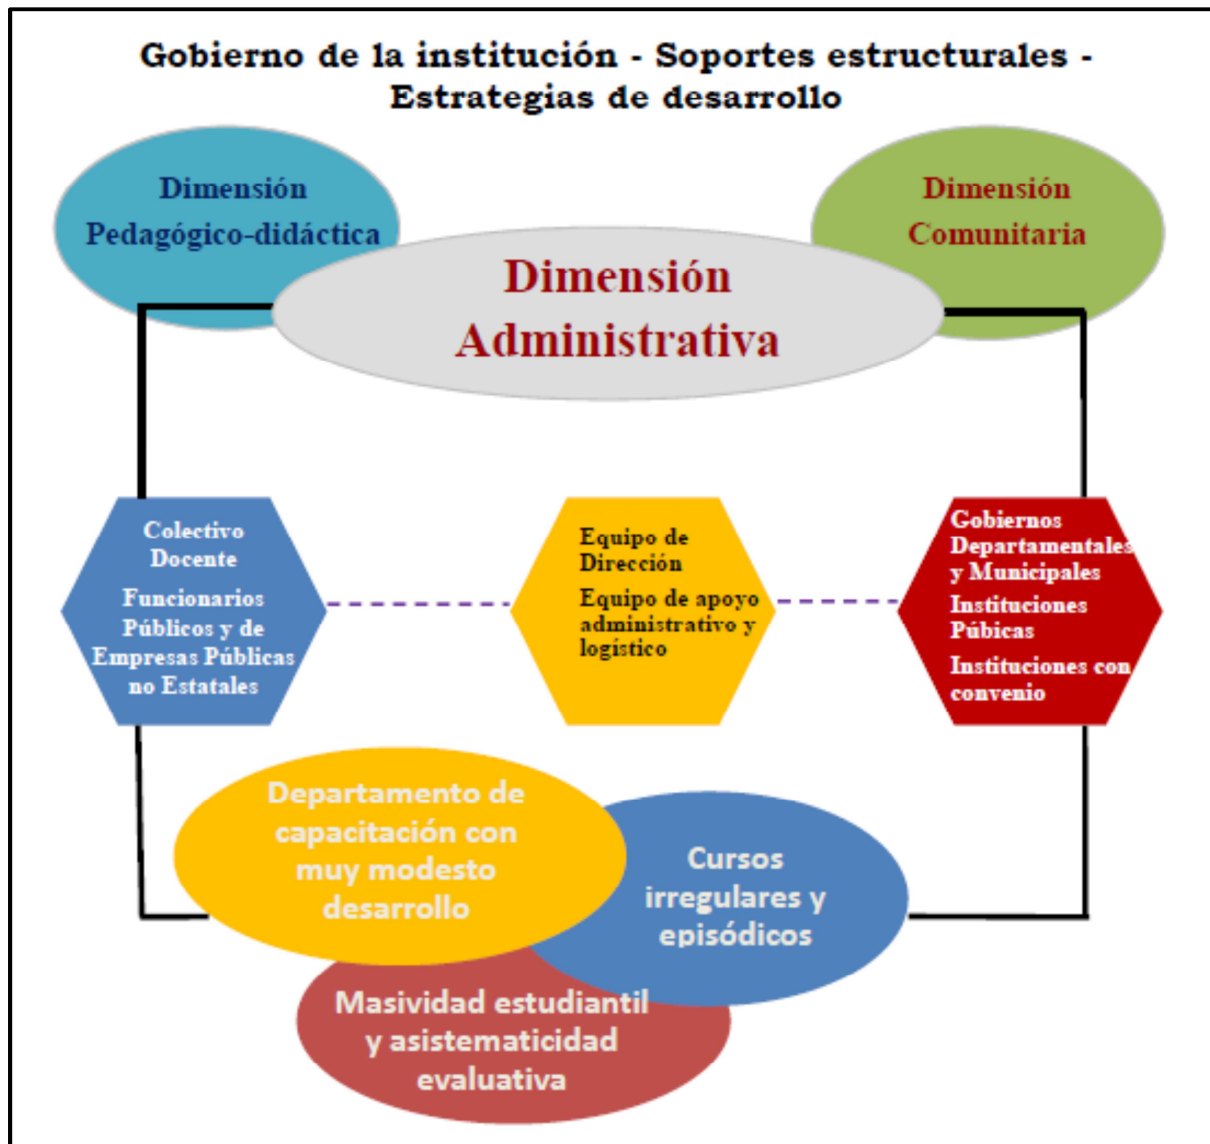 Gobierno de la institución - Soportes estructurales -
Estrategias de desarrollo
Dimensión
Pedagógico-didáctica
Dimensión
Administrativa
Dimensión
Comunitaria
Colectivo
Docente
Funcionarios
Públicos y de
Empresas Públicas
no Estatales
Equipo de
Dirección
Equipo de apoyo
administrativo y
logístico
Gobiernos
Departamentales
y Municipales
Instituciones
Púbicas
Instituciones con
convenio
Departamento de
capacitación con
muy modesto
desarrollo
Cursos
irregulares y
episódicos
Masividad estudiantil
y asistematicidad
evaluativa